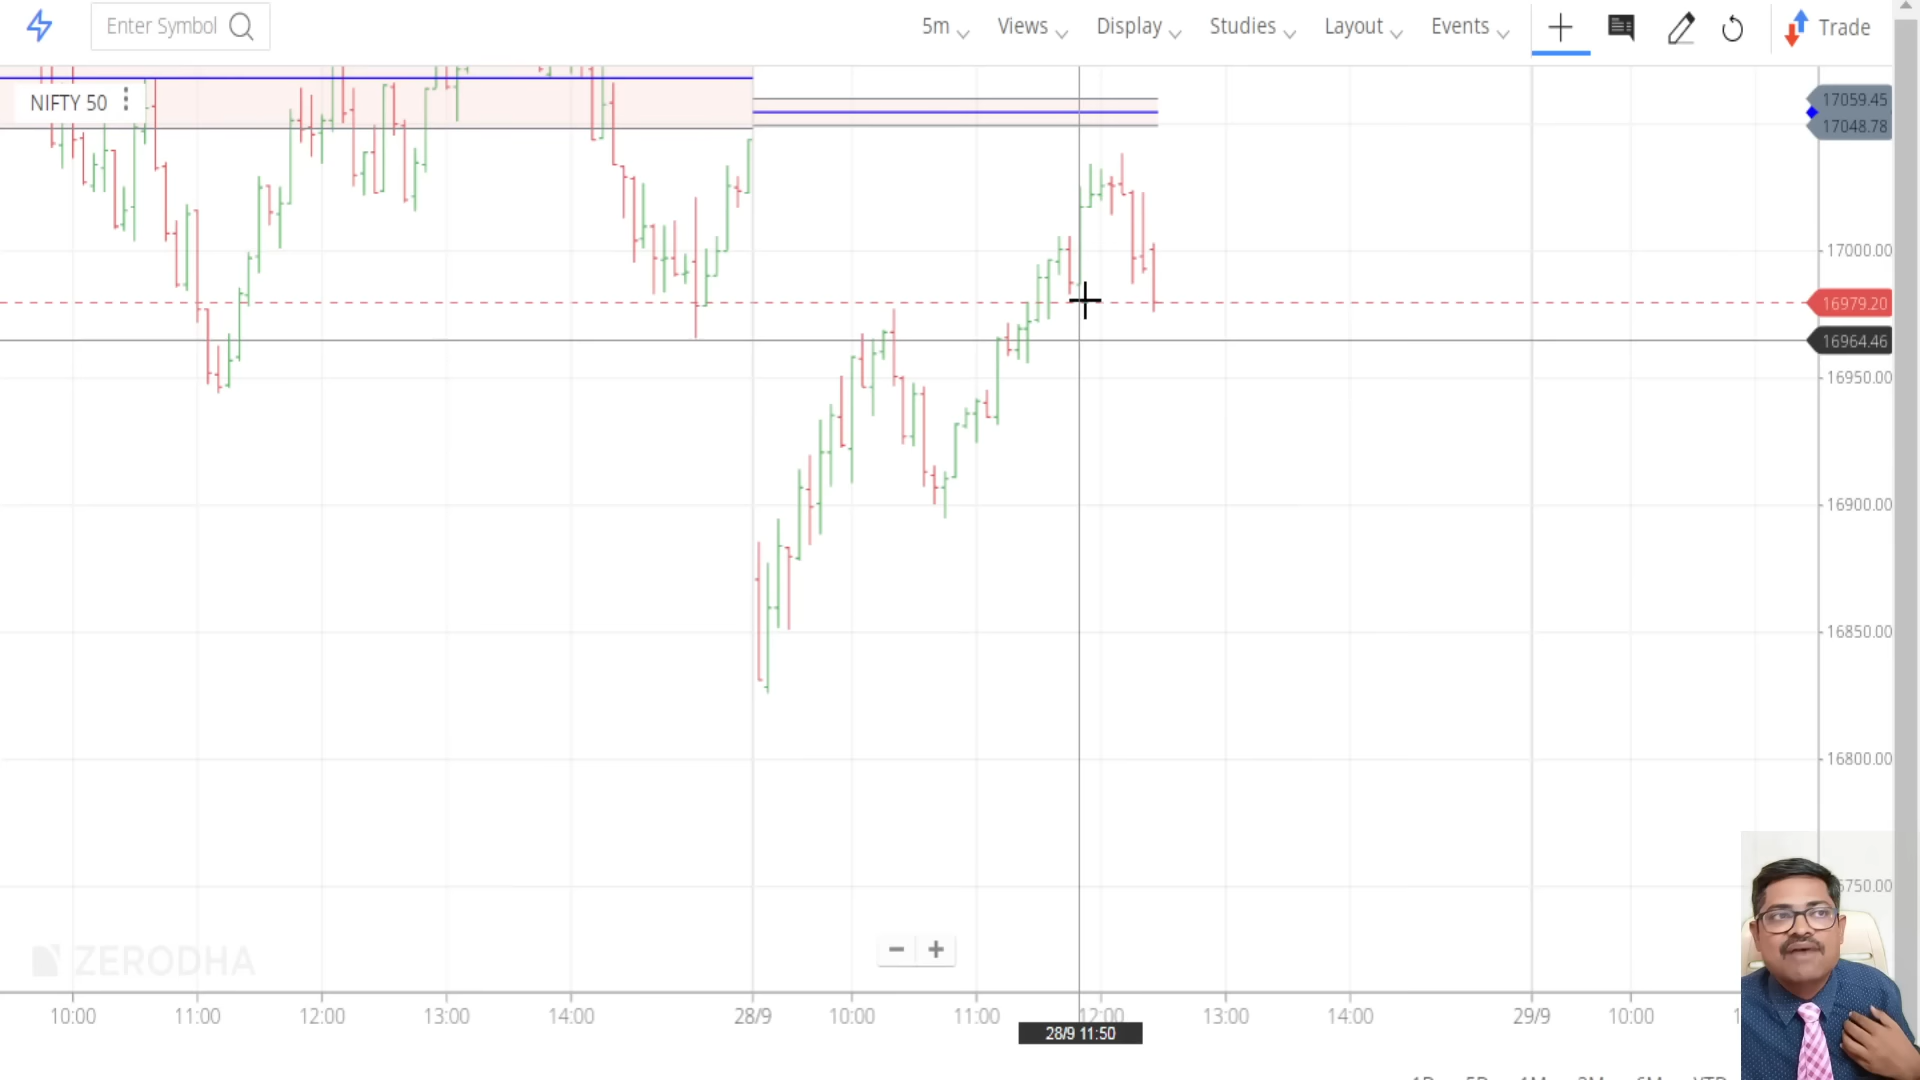 Enter Symbol
5m Views Display Studies Layout Events Trade
NIFTY 50
17059.45
17048.78
17000.00
16979.20
16964.46
16950.00
16900.00
16850.00
16800.00
ZERODHA
10:00 11:00 12:00 13:00 14:00 28/9 10:00 11:00 12:00 13:00 14:00 29/9 10:00
28/9 11:50